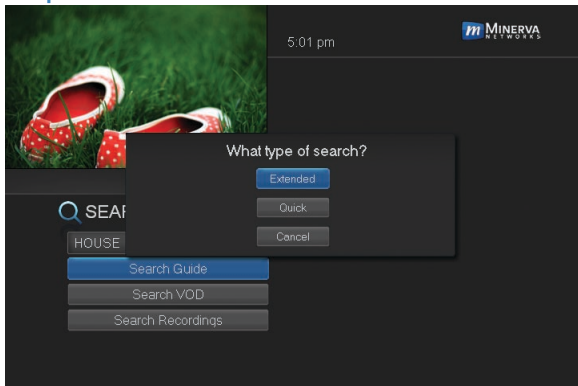 5:01 pm
m MINERVA
NETWORKS
What type of search?
Extended
Quick
Cancel
SEAR
HOUSE
Search Guide
Search VOD
Search Recordings